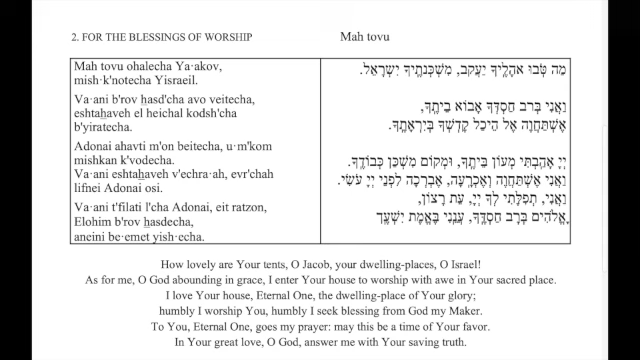 2. FOR THE BLESSINGS OF WORSHIP
Mah tovu
Mah tovu ohalecha Ya·akov,
mish·k'notecha Yisraeil.
Va·ani b'rov ḥasd'cha avo veitecha,
eshtaḥaveh el heichal kodsh'cha
b'yiratecha.
Adonai ahavti m'on beitecha, u·m'kom
mishkan k'vodecha.
Va·ani eshtaḥaveh v'echra·ah, evr'chah
lifnei Adonai osi.
Va·ani t'filati l'cha Adonai, eit ratzon,
Elohim b'rov ḥasdecha,
aneini be·emet yish·echa.
מַה טֹּבוּ אֹהָלֶיךָ יַעֲקֹב, מִשְׁכְּנֹתֶיךָ יִשְׂרָאֵל.
וַאֲנִי בְּרֹב חַסְדְּךָ אָבוֹא בֵיתֶךָ,
אֶשְׁתַּחֲוֶה אֶל הֵיכַל קָדְשְׁךָ בְּיִרְאָתֶךָ.
יְיָ אָהַבְתִּי מְעוֹן בֵּיתֶךָ, וּמְקוֹם מִשְׁכַּן כְּבוֹדֶךָ.
וַאֲנִי אֶשְׁתַּחֲוֶה וְאֶכְרָעָה, אֶבְרְכָה לִפְנֵי יְיָ עֹשִׂי.
וַאֲנִי, תְפִלָּתִי לְךָ יְיָ, עֵת רָצוֹן,
אֱלֹהִים בְּרָב חַסְדֶּךָ, עֲנֵנִי בֶּאֱמֶת יִשְׁעֶךָ
How lovely are Your tents, O Jacob, your dwelling-places, O Israel!
As for me, O God abounding in grace, I enter Your house to worship with awe in Your sacred place.
I love Your house, Eternal One, the dwelling-place of Your glory;
humbly I worship You, humbly I seek blessing from God my Maker.
To You, Eternal One, goes my prayer: may this be a time of Your favor.
In Your great love, O God, answer me with Your saving truth.